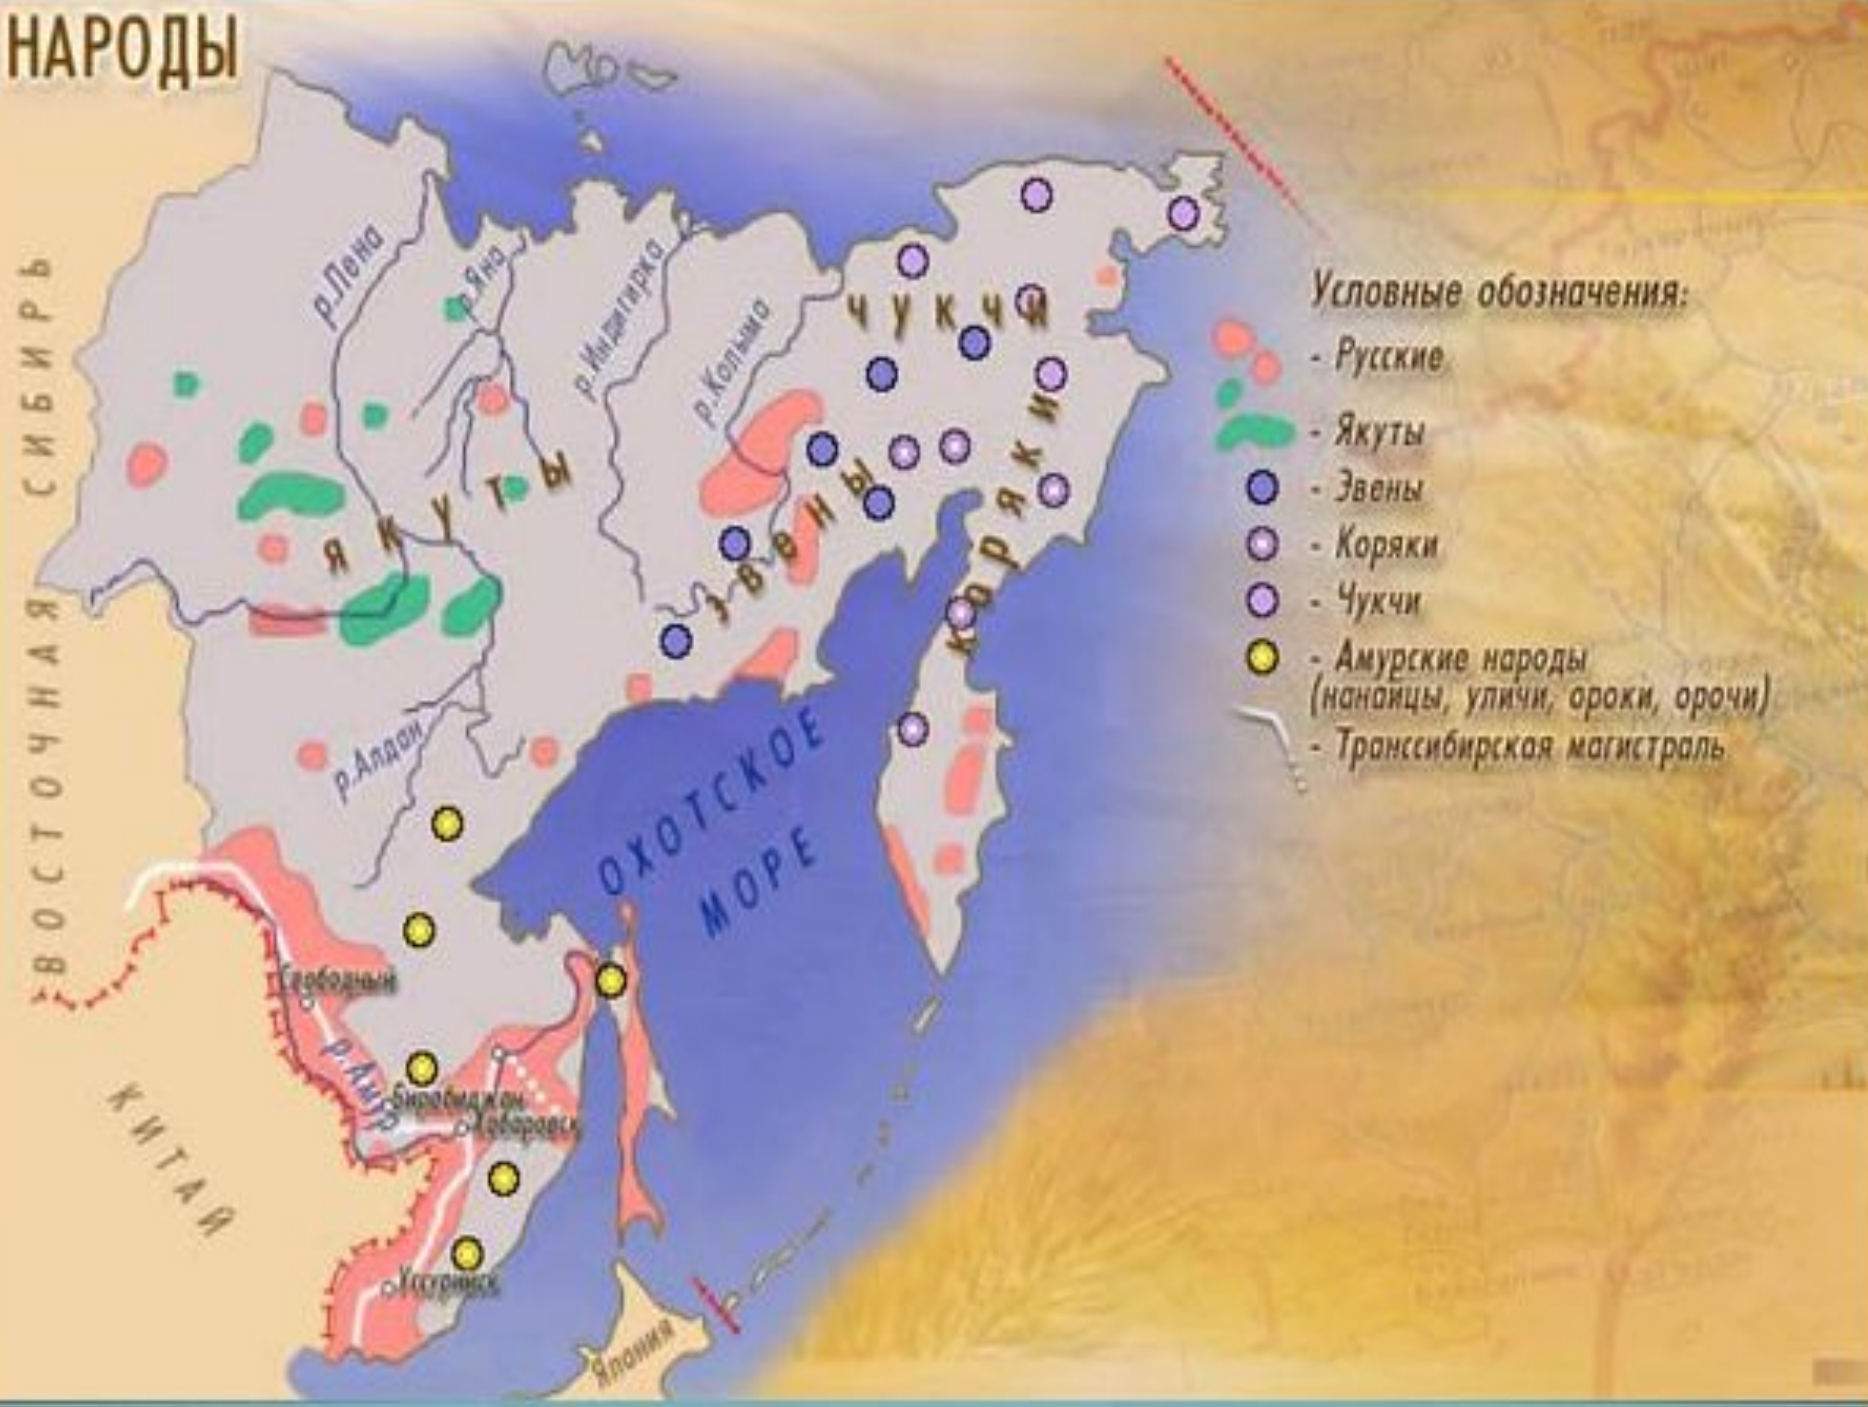 НАРОДЫ
ВОСТОЧНАЯ СИБИРЬ
р.Лена
р.Яна
р.Индигирка
р.Колыма
ЧУКЧИ
ЯКУТЫ
Эвены
Коряки
р.Алдан
ОХОТСКОЕ
МОРЕ
Свободный
р.Амур
Биробиджан
Хабаровск
КИТАЙ
Уссурийск
Япония
Условные обозначения:
- Русские
- Якуты
- Эвены
- Коряки
- Чукчи
- Амурские народы
(нанайцы, уличи, ороки, орочи)
- Транссибирская магистраль